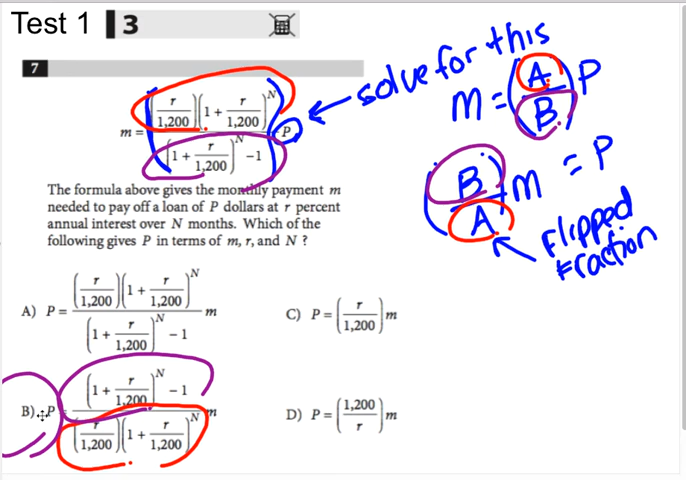 Test 1 3
7
m = ((r/1,200)(1 + r/1,200)^N / ((1 + r/1,200)^N − 1)) P
solve for this
m = (A/B) P
(B/A) m = P
Flipped
Fraction
The formula above gives the monthly payment m
needed to pay off a loan of P dollars at r percent
annual interest over N months. Which of the
following gives P in terms of m, r, and N ?
A) P = (r/1,200)(1 + r/1,200)^N / ((1 + r/1,200)^N − 1) m
B) P = ((1 + r/1,200)^N − 1) / (r/1,200)(1 + r/1,200)^N m
C) P = (r/1,200) m
D) P = (1,200/r) m